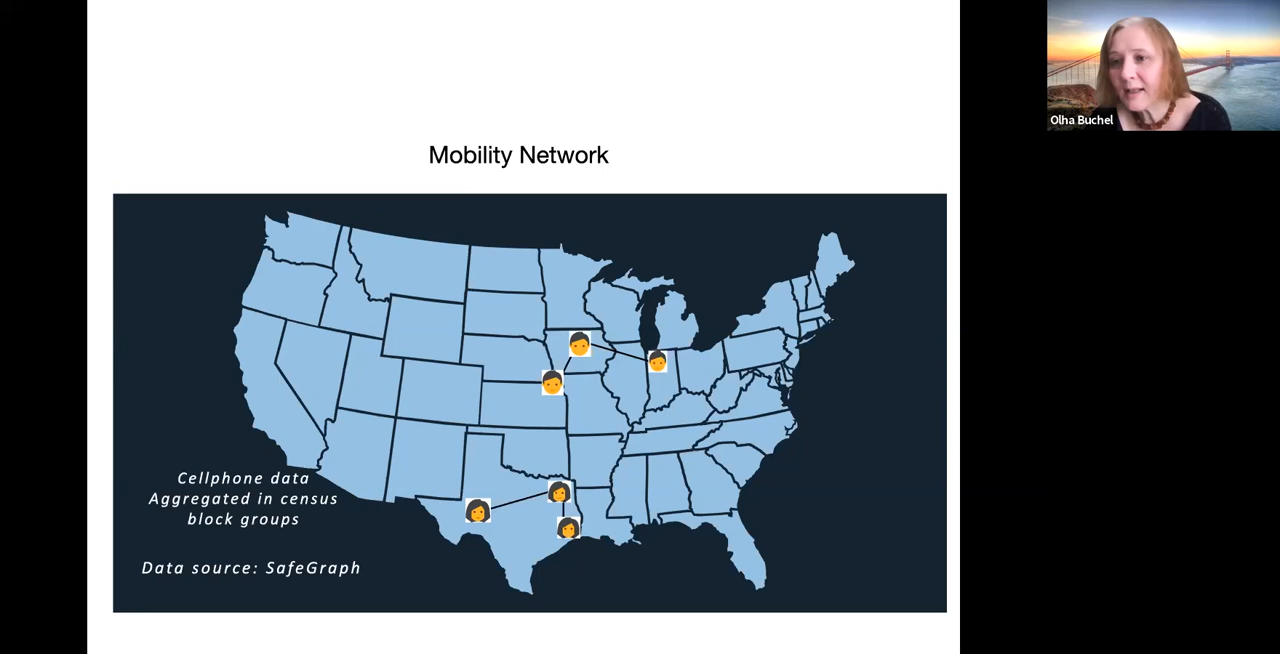 Olha Buchel
Mobility Network
Cellphone data
Aggregated in census
block groups
Data source: SafeGraph